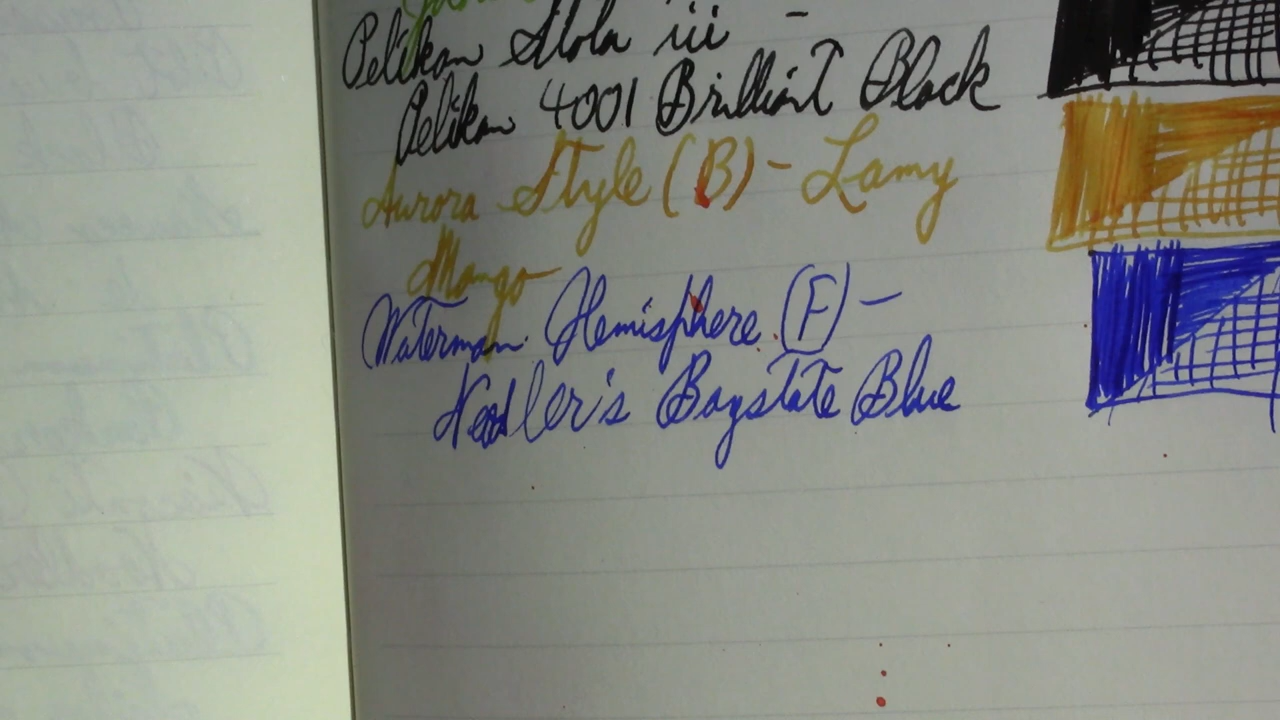 Pelikan Stola iii -
Pelikan 4001 Brilliant Black
Aurora Style (B) - Lamy
Mango
Waterman Hemisphere (F) -
Noodler's Baystate Blue